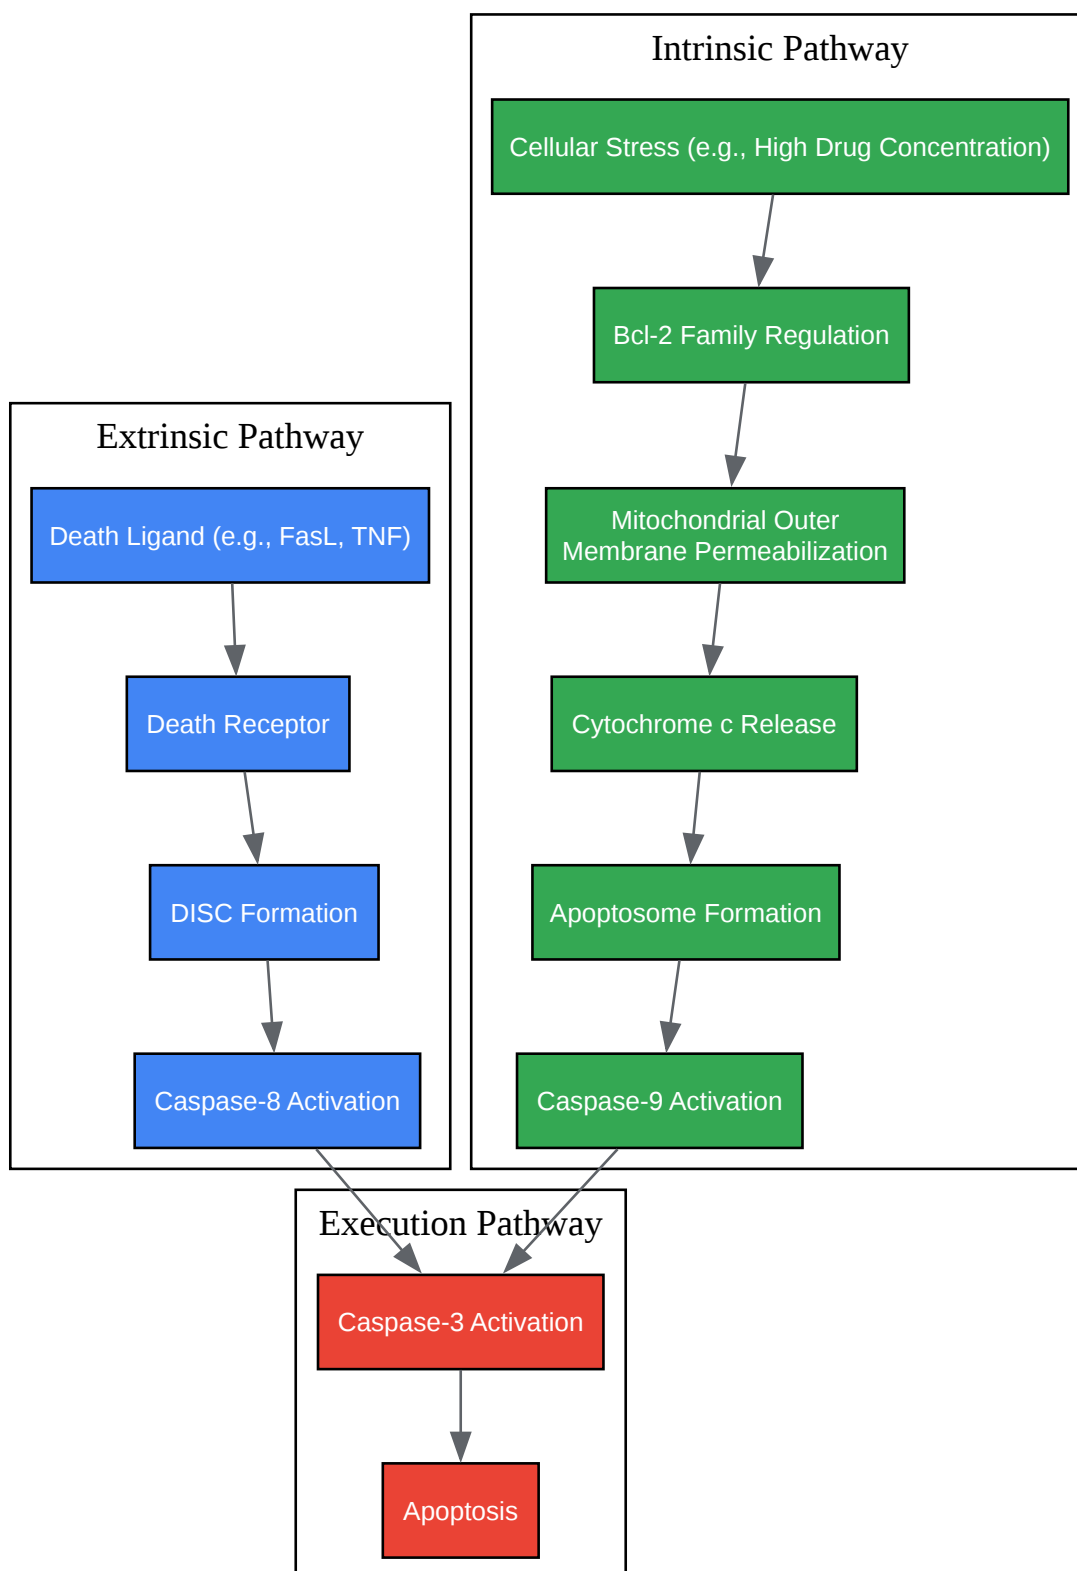 Intrinsic Pathway
Cellular Stress (e.g., High Drug Concentration)
Bcl-2 Family Regulation
Mitochondrial Outer
Membrane Permeabilization
Cytochrome c Release
Apoptosome Formation
Caspase-9 Activation
Extrinsic Pathway
Death Ligand (e.g., FasL, TNF)
Death Receptor
DISC Formation
Caspase-8 Activation
Execution Pathway
Caspase-3 Activation
Apoptosis